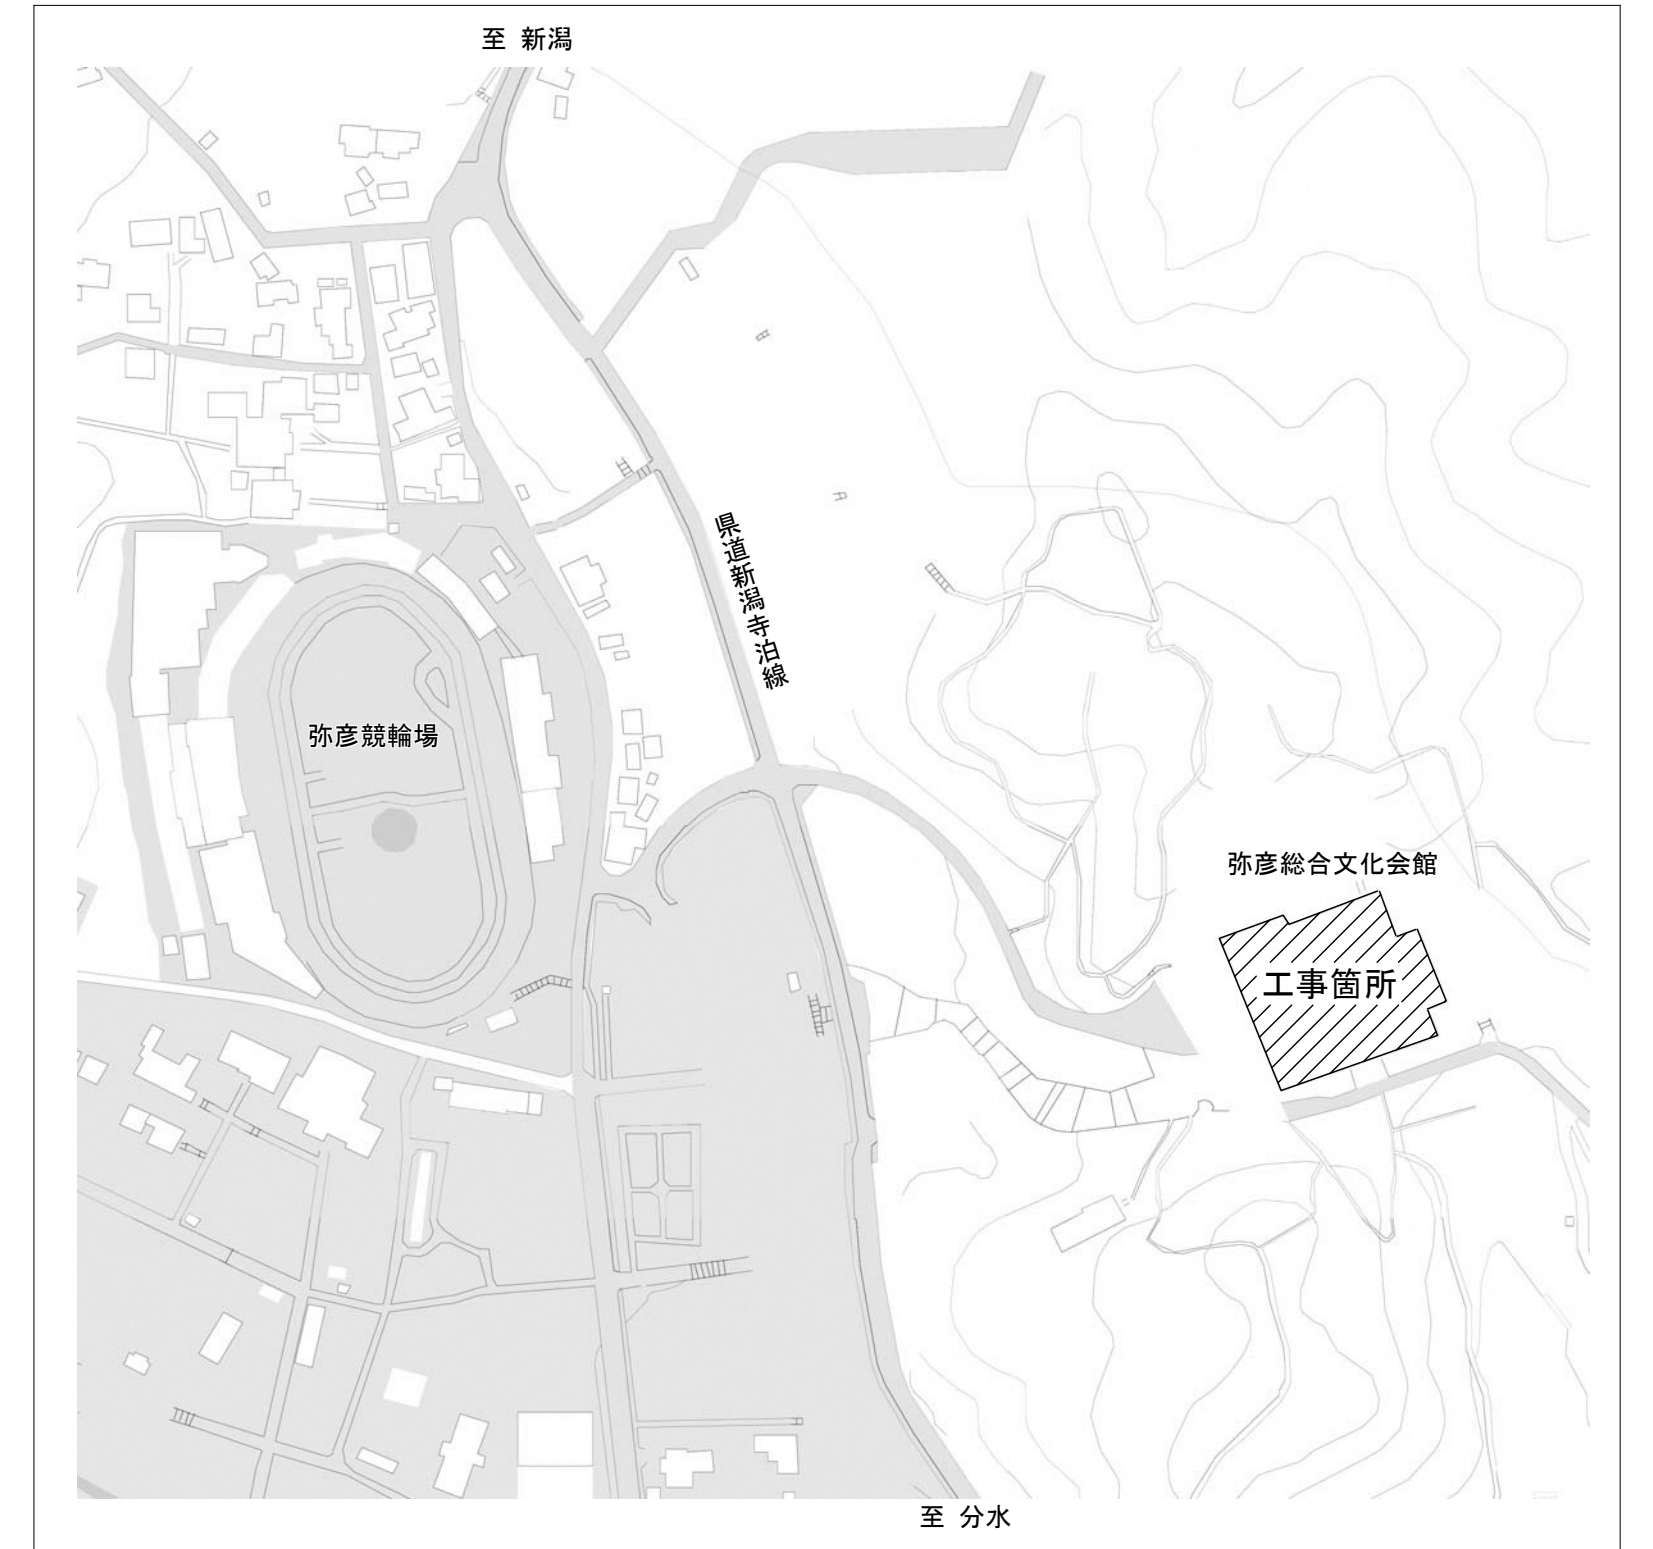 至 新潟
県道新潟寺泊線
弥彦競輪場
弥彦総合文化会館
工事箇所
至 分水